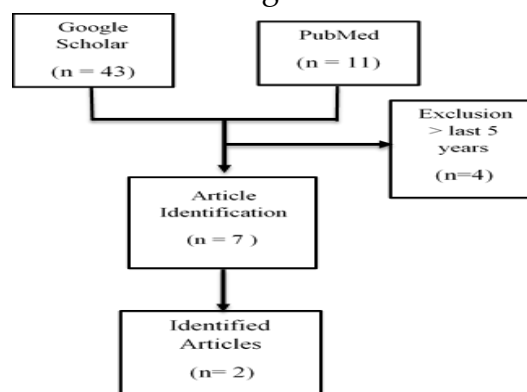 Google
Scholar
(n = 43)
PubMed
(n = 11)
Exclusion
> last 5
years
(n=4)
Article
Identification
(n = 7 )
Identified
Articles
(n= 2)